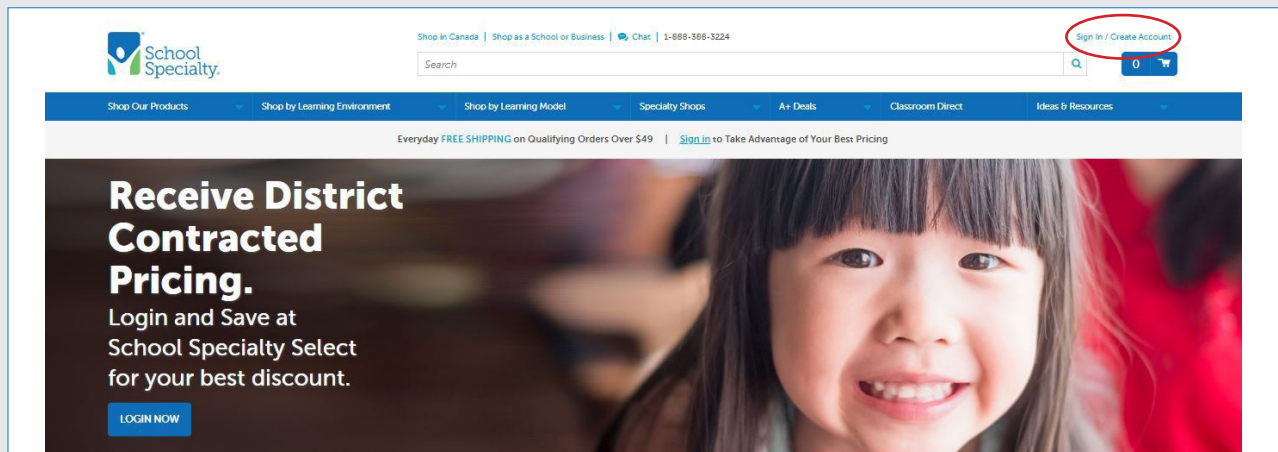 School
Specialty.
Shop in Canada | Shop as a School or Business | Chat | 1-888-388-3224
Sign In / Create Account
Search
0
Shop Our Products
Shop by Learning Environment
Shop by Learning Model
Specialty Shops
A+ Deals
Classroom Direct
Ideas & Resources
Everyday FREE SHIPPING on Qualifying Orders Over $49 | Sign in to Take Advantage of Your Best Pricing
Receive District
Contracted
Pricing.
Login and Save at
School Specialty Select
for your best discount.
LOGIN NOW